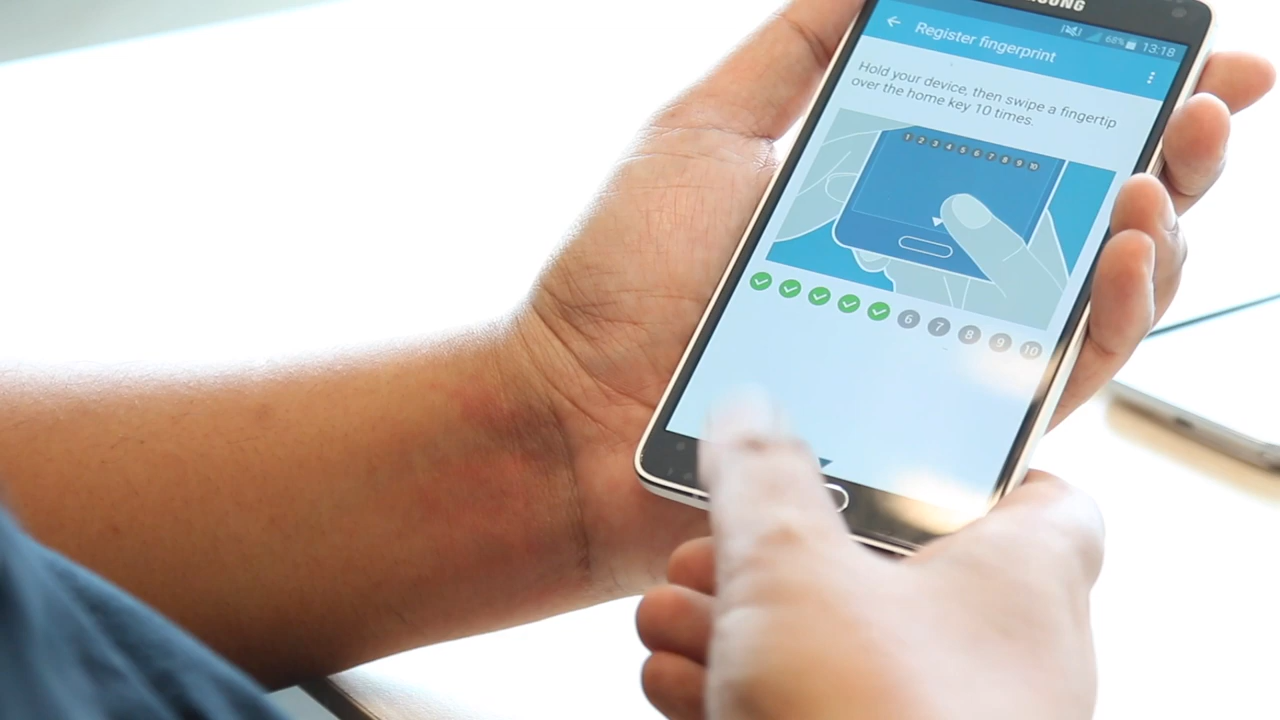 SAMSUNG
68% 13:18
Register fingerprint
Hold your device, then swipe a fingertip
over the home key 10 times.
1 2 3 4 5 6 7 8 9 10
6 7 8 9 10